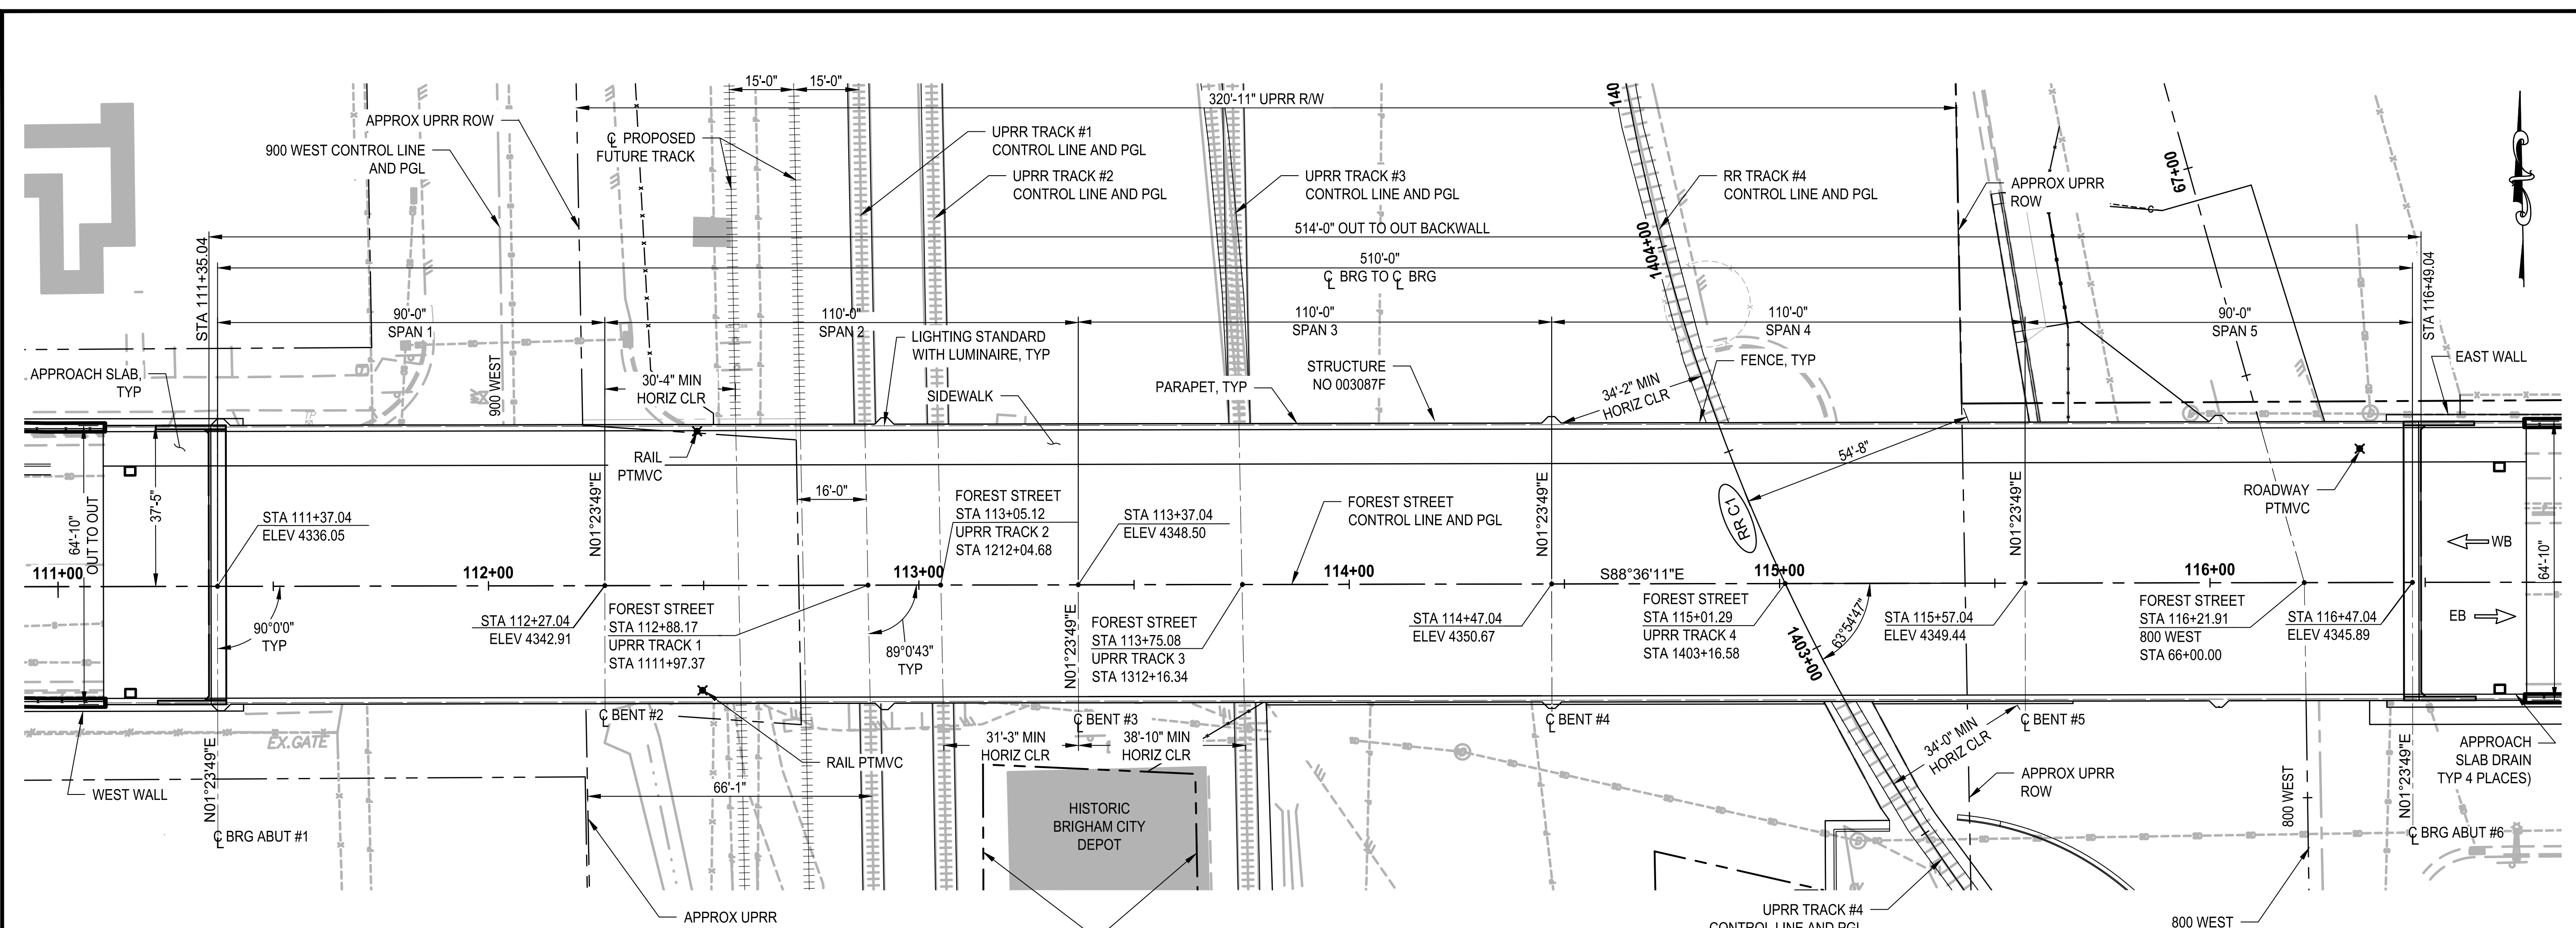 15'-0"
15'-0"
320'-11" UPRR R/W
APPROX UPRR ROW
900 WEST CONTROL LINE
AND PGL
℄ PROPOSED
FUTURE TRACK
UPRR TRACK #1
CONTROL LINE AND PGL
UPRR TRACK #2
CONTROL LINE AND PGL
UPRR TRACK #3
CONTROL LINE AND PGL
140
RR TRACK #4
CONTROL LINE AND PGL
APPROX UPRR
ROW
67+00
514'-0" OUT TO OUT BACKWALL
STA 111+35.04
1404+00
STA 116+49.04
510'-0"
℄ BRG TO ℄ BRG
90'-0"
SPAN 1
110'-0"
SPAN 2
110'-0"
SPAN 3
110'-0"
SPAN 4
90'-0"
SPAN 5
APPROACH SLAB,
TYP
900 WEST
30'-4" MIN
HORIZ CLR
LIGHTING STANDARD
WITH LUMINAIRE, TYP
SIDEWALK
PARAPET, TYP
STRUCTURE
NO 003087F
34'-2" MIN
HORIZ CLR
FENCE, TYP
EAST WALL
TP
RAIL
PTMVC
54'-8"
ROADWAY
PTMVC
64'-10"
OUT TO OUT
37'-5"
STA 111+37.04
ELEV 4336.05
N01°23'49"E
16'-0"
FOREST STREET
STA 113+05.12
UPRR TRACK 2
STA 1212+04.68
STA 113+37.04
ELEV 4348.50
FOREST STREET
CONTROL LINE AND PGL
N01°23'49"E
RR C1
N01°23'49"E
WB
111+00
112+00
113+00
114+00
S88°36'11"E
115+00
116+00
64'-10"
90°0'0"
TYP
STA 112+27.04
ELEV 4342.91
FOREST STREET
STA 112+88.17
UPRR TRACK 1
STA 1111+97.37
89°0'43"
TYP
N01°23'49"E
FOREST STREET
STA 113+75.08
UPRR TRACK 3
STA 1312+16.34
STA 114+47.04
ELEV 4350.67
FOREST STREET
STA 115+01.29
UPRR TRACK 4
STA 1403+16.58
1403+00
63°54'47"
STA 115+57.04
ELEV 4349.44
FOREST STREET
STA 116+21.91
800 WEST
STA 66+00.00
STA 116+47.04
ELEV 4345.89
EB
EX.GATE
℄ BENT #2
℄ BENT #3
℄ BENT #4
℄ BENT #5
WEST WALL
N01°23'49"E
℄ BRG ABUT #1
RAIL PTMVC
66'-1"
31'-3" MIN
HORIZ CLR
38'-10" MIN
HORIZ CLR
HISTORIC
BRIGHAM CITY
DEPOT
34'-0" MIN
HORIZ CLR
APPROX UPRR
ROW
800 WEST
N01°23'49"E
℄ BRG ABUT #6
APPROACH
SLAB DRAIN
TYP 4 PLACES)
APPROX UPRR
UPRR TRACK #4
CONTROL LINE AND PGL
800 WEST